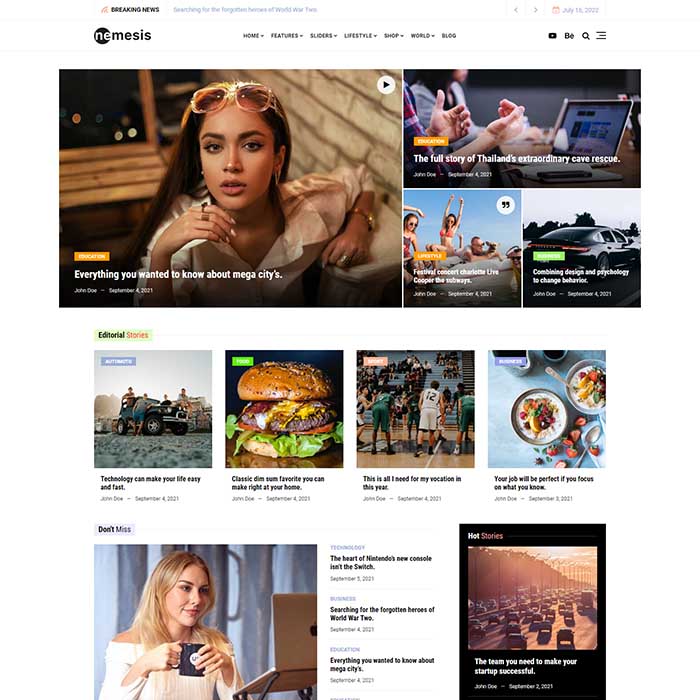 BREAKING NEWS
Searching for the forgotten heroes of World War Two.
July 16, 2022
nemesis
HOME FEATURES SLIDERS LIFESTYLE SHOP WORLD BLOG
Bē
EDUCATION
Everything you wanted to know about mega city's.
John Doe — September 4, 2021
EDUCATION
The full story of Thailand's extraordinary cave rescue.
John Doe — September 4, 2021
LIFESTYLE
Festival concert charlotte Live
Cooper the subways.
John Doe — September 4, 2021
BUSINESS
Combining design and psychology
to change behavior.
John Doe — September 4, 2021
Editorial Stories
AUTOMOTO
Technology can make your life easy
and fast.
John Doe — September 4, 2021
FOOD
Classic dim sum favorite you can
make right at your home.
John Doe — September 4, 2021
SPORT
This is all I need for my vocation in
this year.
John Doe — September 4, 2021
BUSINESS
Your job will be perfect if you focus
on what you know.
John Doe — September 3, 2021
Don't Miss
TECHNOLOGY
The heart of Nintendo's new console
isn't the Switch.
September 5, 2021
BUSINESS
Searching for the forgotten heroes of
World War Two.
September 4, 2021
EDUCATION
Everything you wanted to know about
mega city's.
September 4, 2021
EDUCATION
Hot Stories
The team you need to make your
startup successful.
John Doe — September 2, 2021